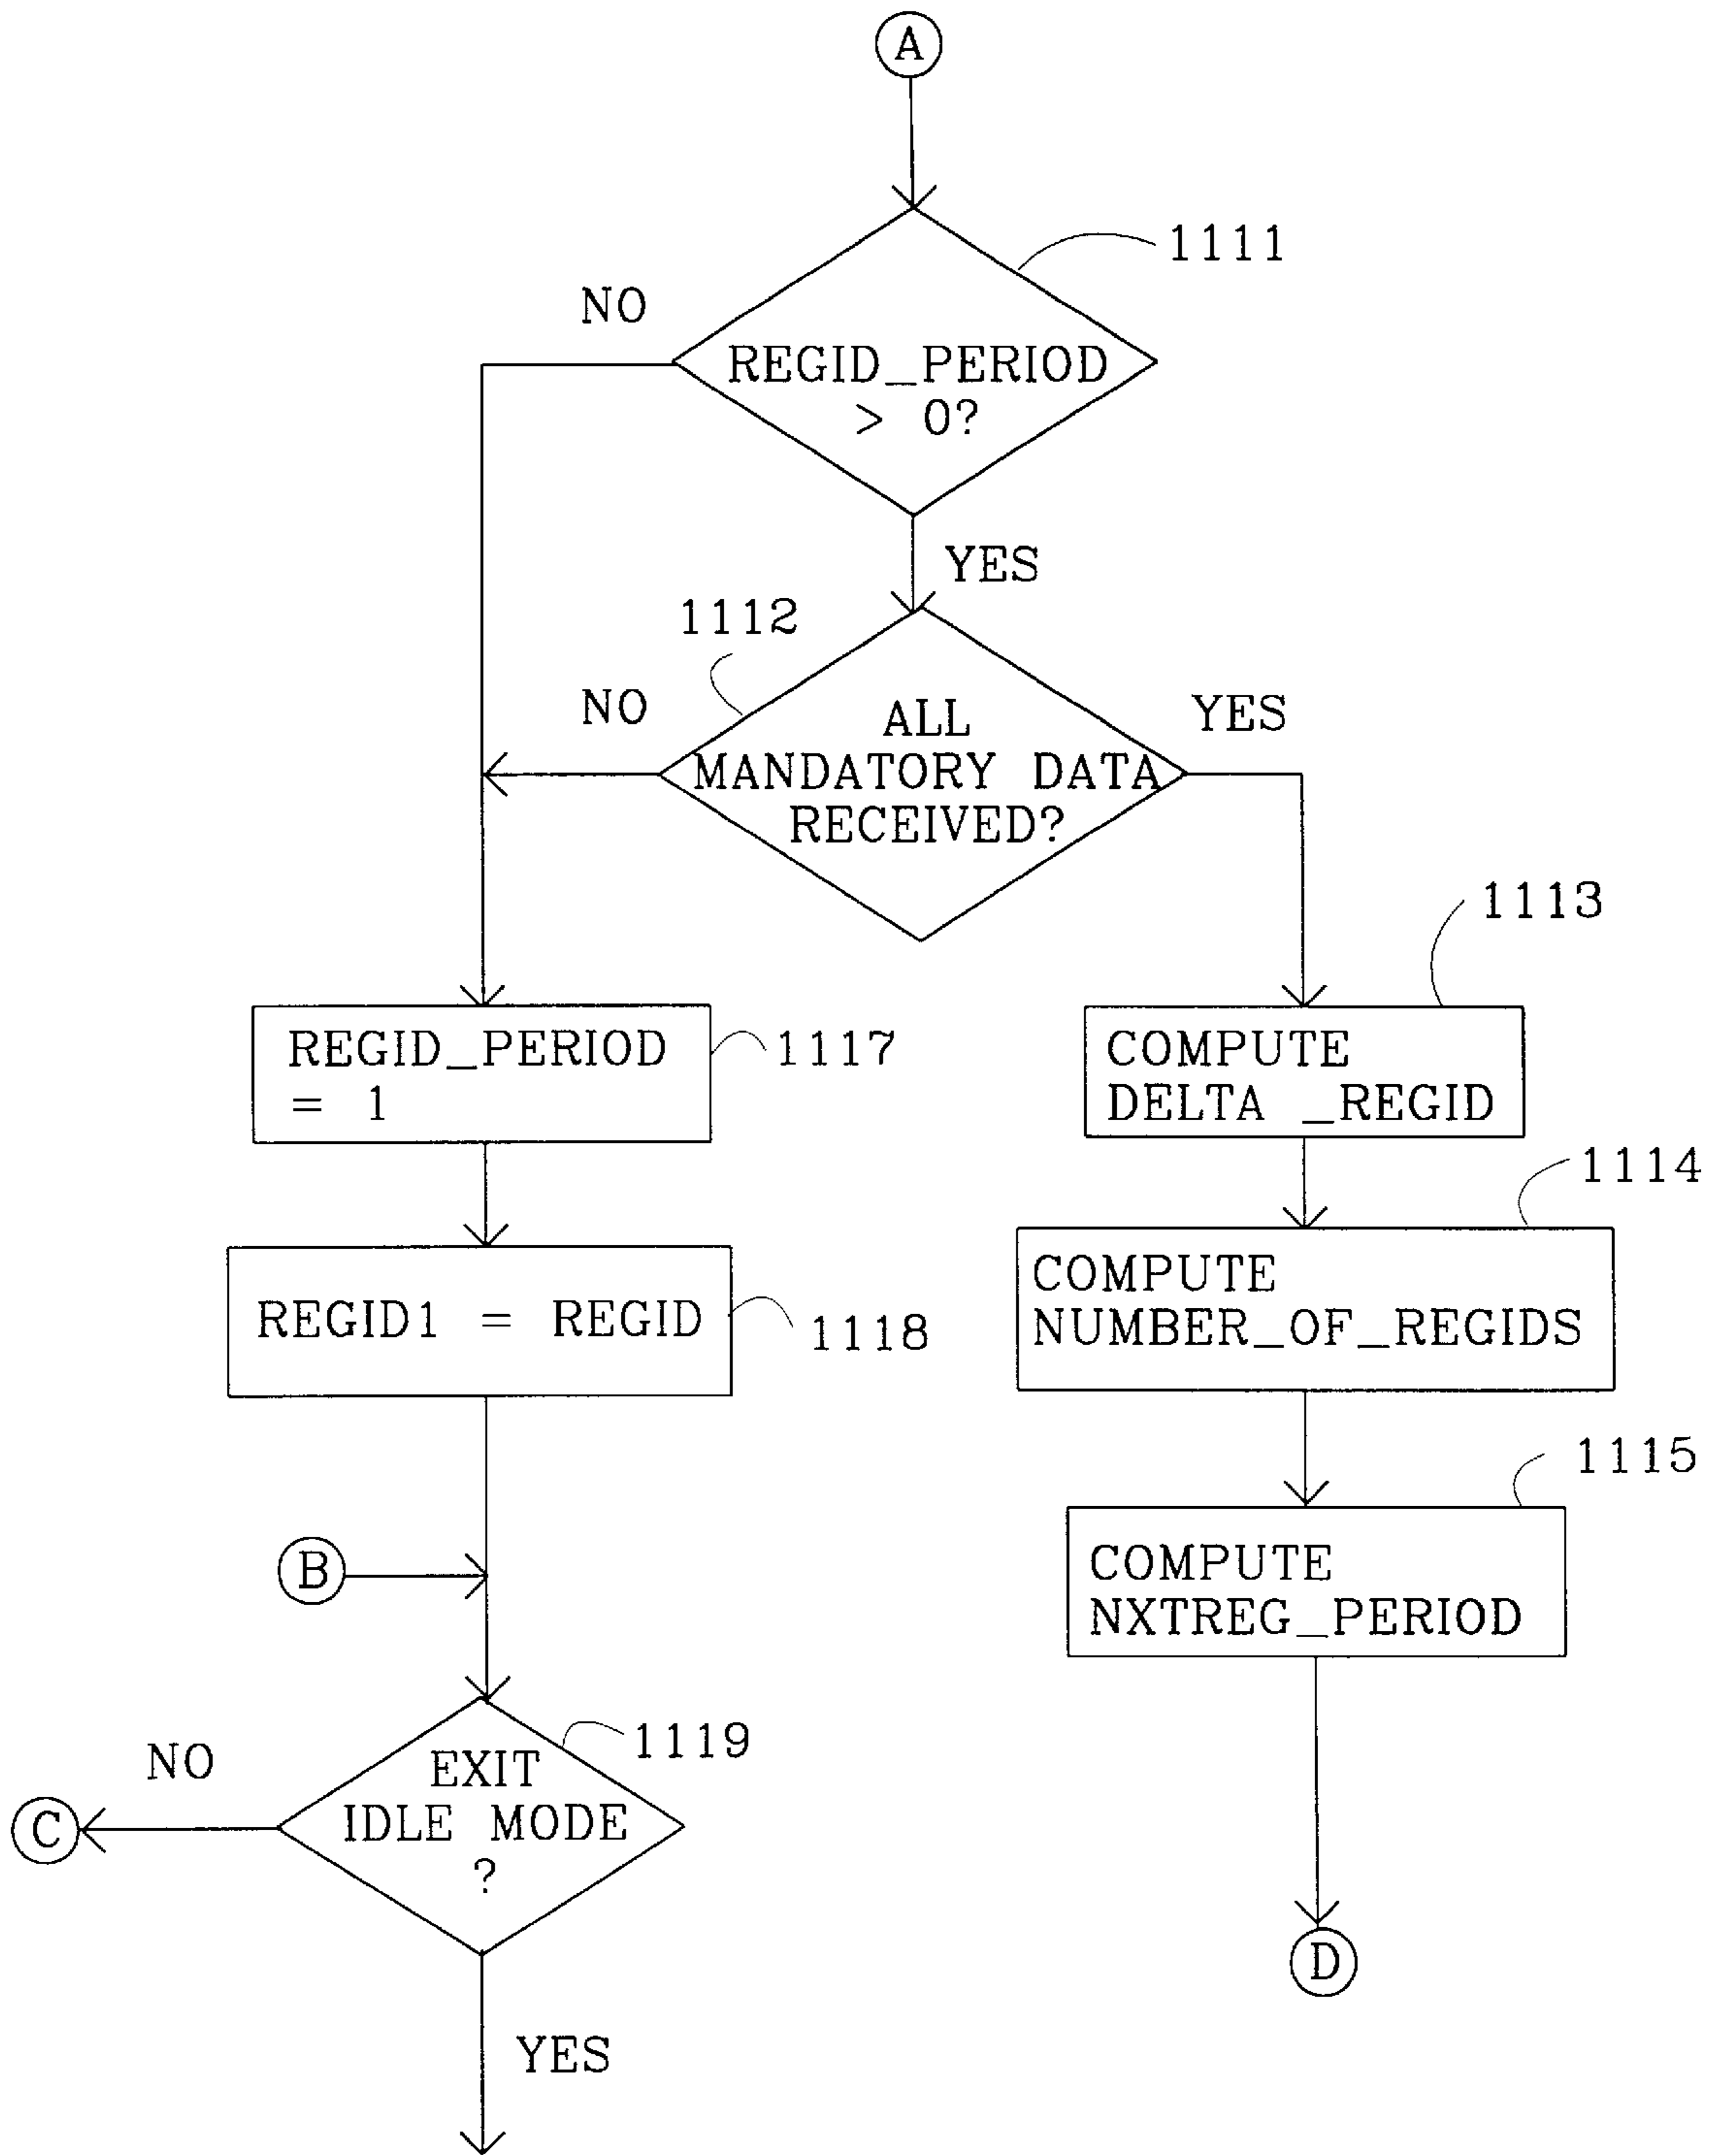 A
1111
NO
REGID_PERIOD
> 0?
YES
1112
NO
YES
ALL
MANDATORY DATA
RECEIVED?
1113
REGID_PERIOD
= 1
1117
COMPUTE
DELTA _REGID
1114
COMPUTE
NUMBER_OF_REGIDS
REGID1 = REGID
1118
1115
COMPUTE
NXTREG_PERIOD
B
1119
NO
EXIT
IDLE MODE
?
C
D
YES